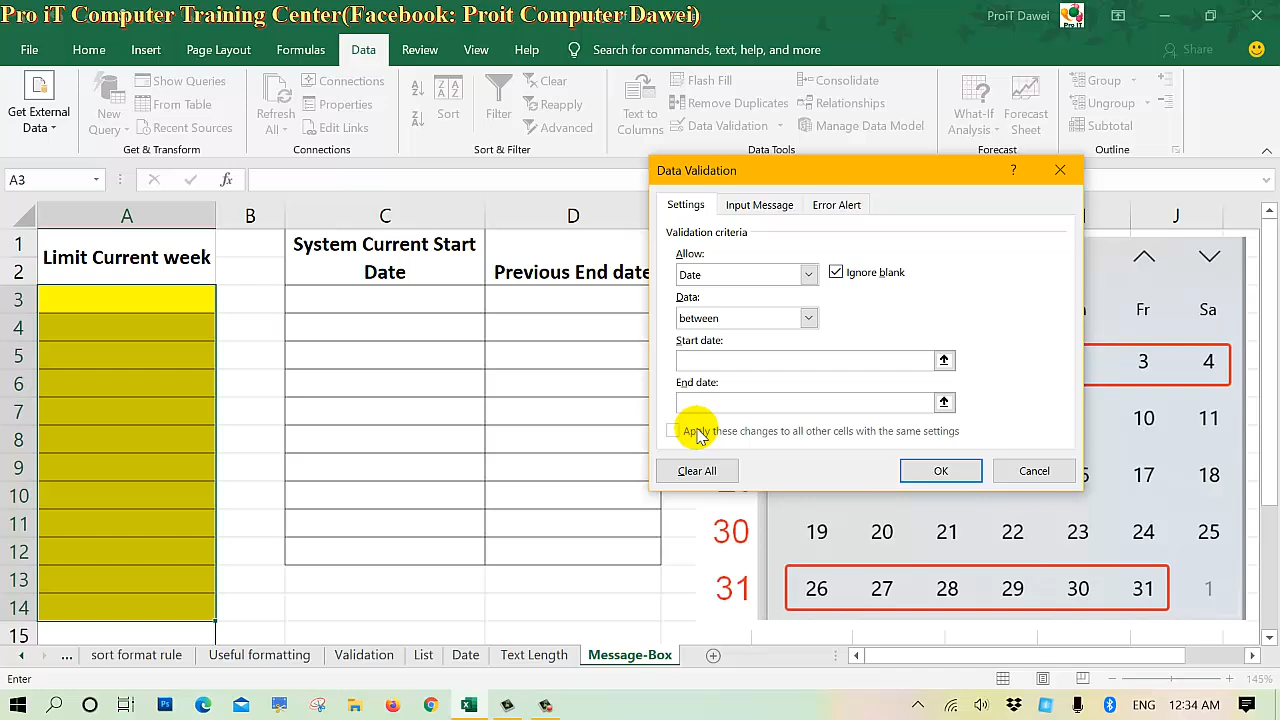 Pro iT Computer Training Center(Facebook: Proit Computer Dawei)
ProiT Dawei
File Home Insert Page Layout Formulas Data Review View Help Search for commands, text, help, and more Share
Get External Data
New Query
Show Queries
From Table
Recent Sources
Get & Transform
Refresh All
Connections
Properties
Edit Links
Connections
Sort
Filter
Clear
Reapply
Advanced
Sort & Filter
Text to Columns
Flash Fill
Remove Duplicates
Data Validation
Consolidate
Relationships
Manage Data Model
Data Tools
What-If Analysis
Forecast Sheet
Forecast
Group
Ungroup
Subtotal
Outline
A3
fx
A B C D J
1
2
3
4
5
6
7
8
9
10
11
12
13
14
15
Limit Current week
System Current Start
Date
Previous End date
Data Validation
?
Settings Input Message Error Alert
Validation criteria
Allow:
Date
Ignore blank
Data:
between
Start date:
End date:
Apply these changes to all other cells with the same settings
Clear All OK Cancel
Fr Sa
3 4
10 11
17 18
30 19 20 21 22 23 24 25
31 26 27 28 29 30 31 1
... sort format rule Useful formatting Validation List Date Text Length Message-Box
Enter
145%
ENG 12:34 AM